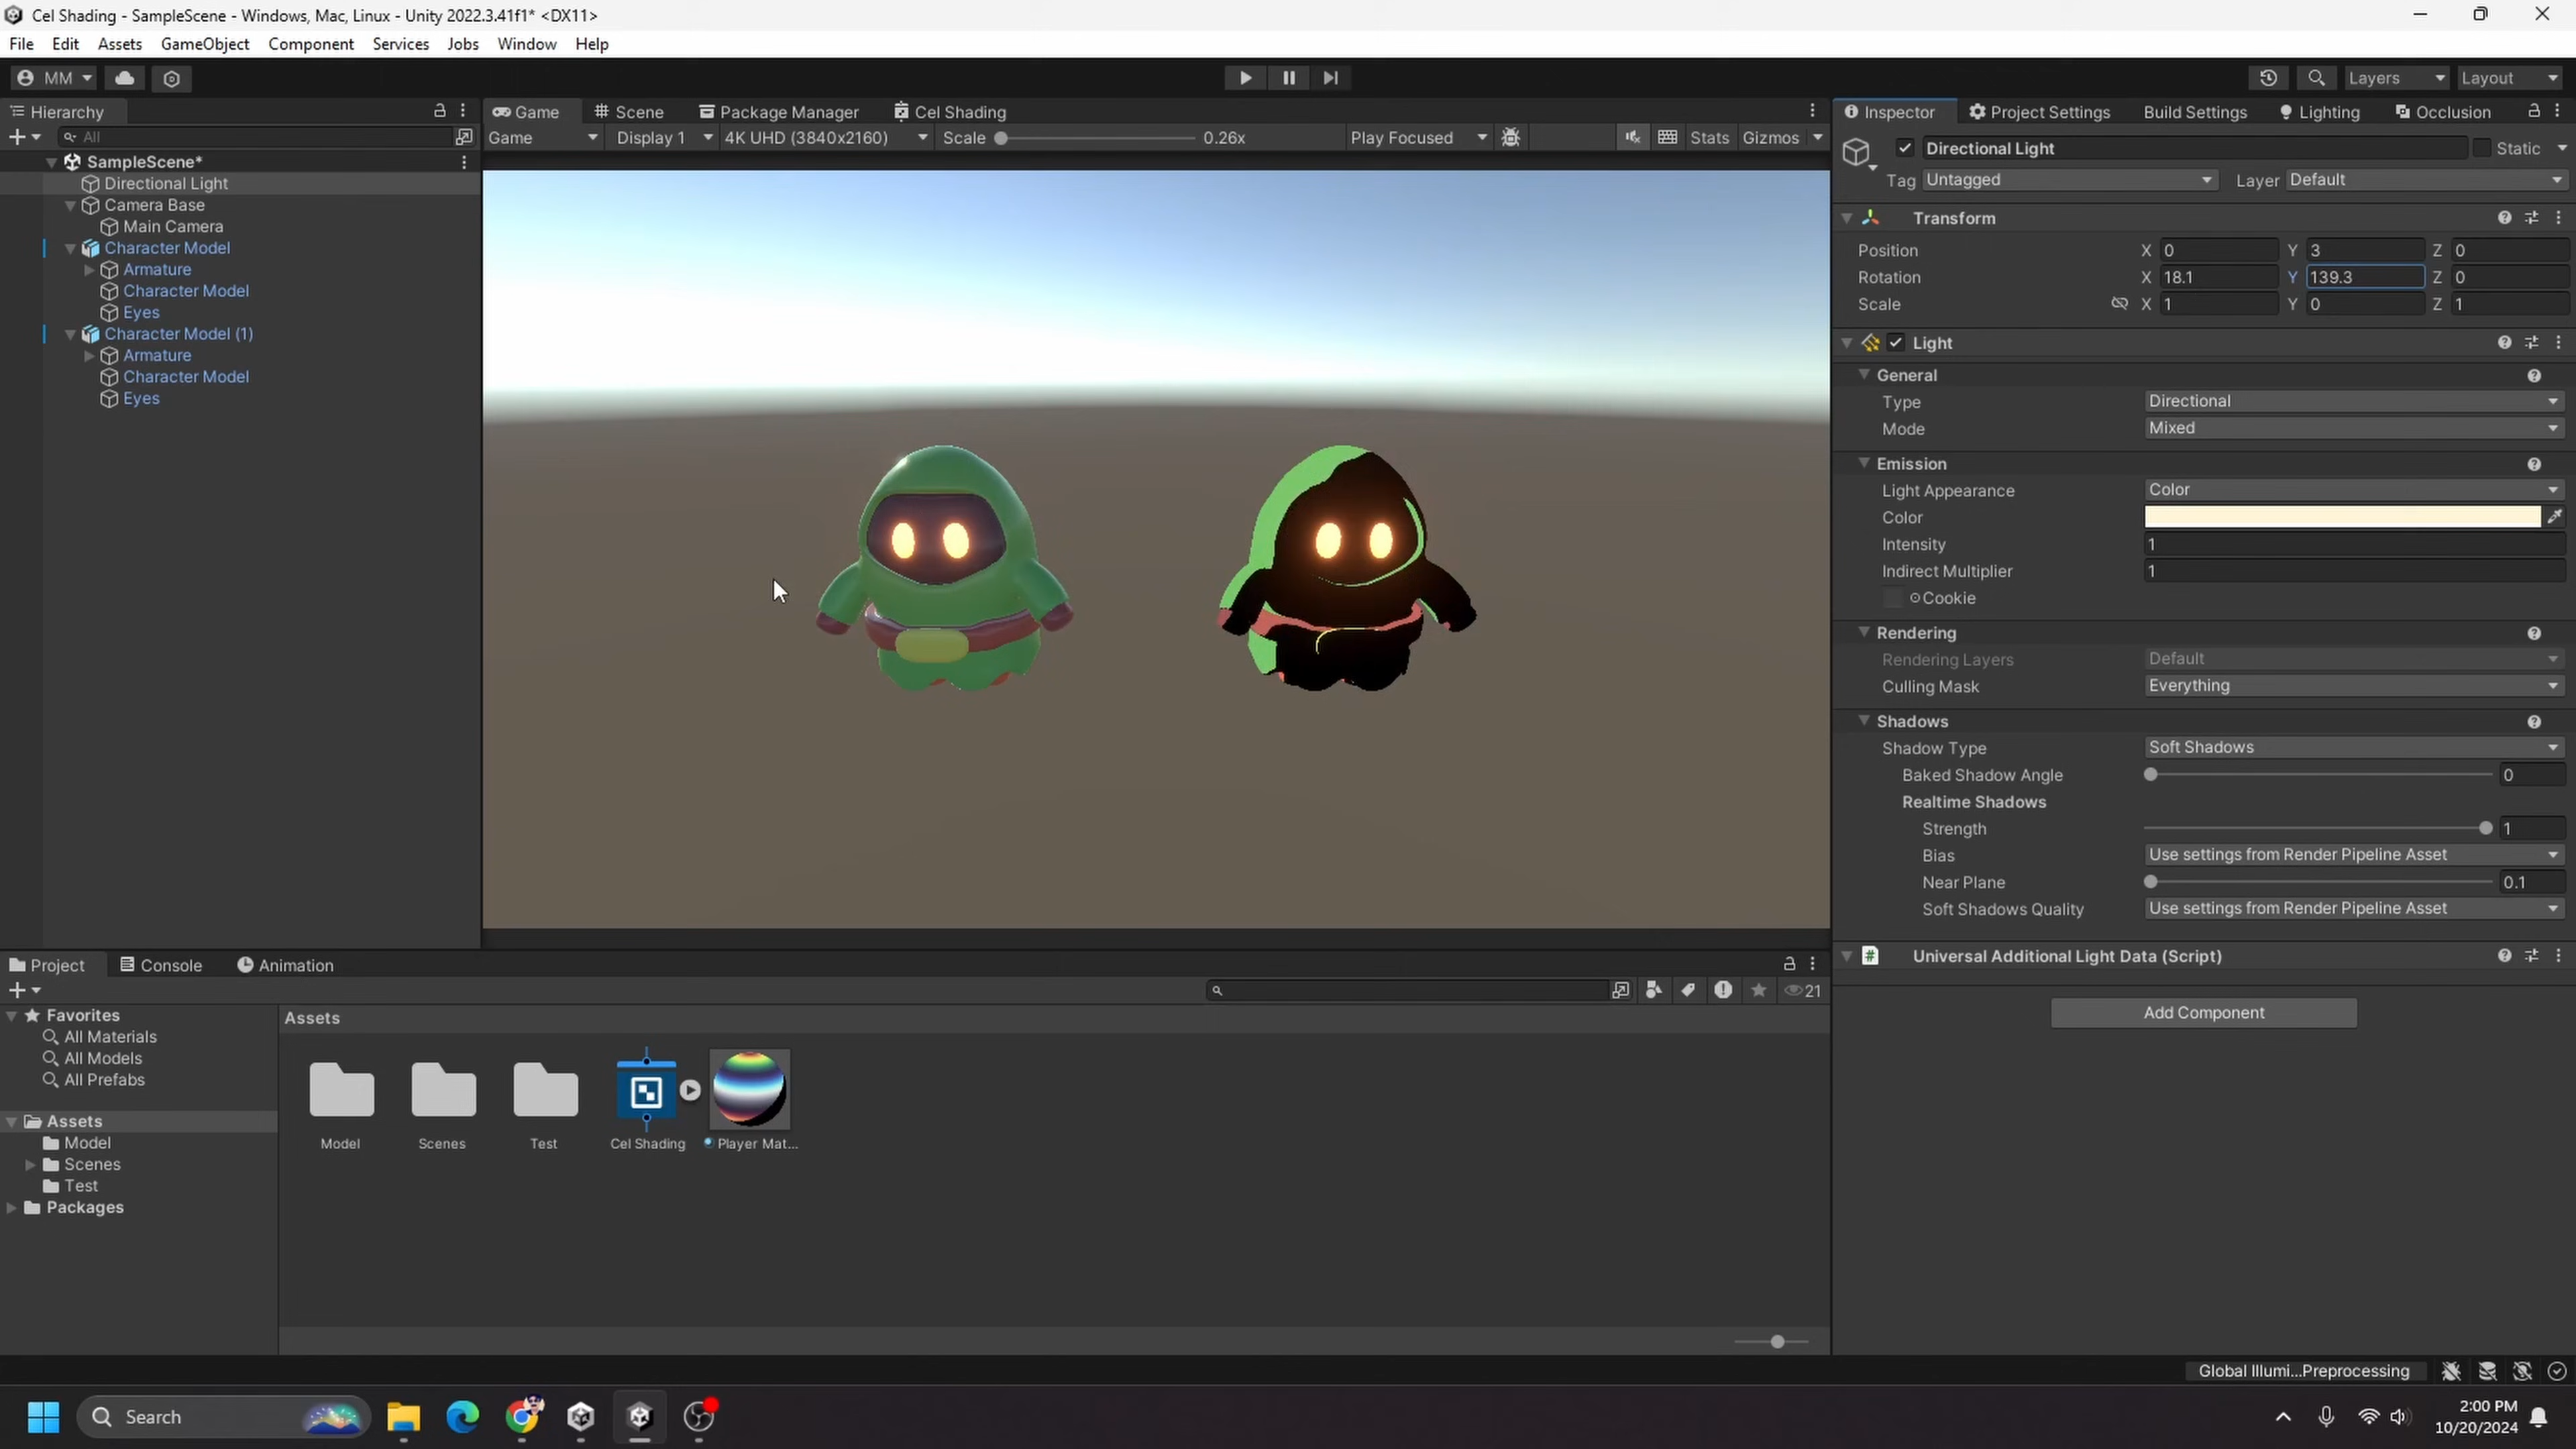 Cel Shading - SampleScene - Windows, Mac, Linux - Unity 2022.3.41f1* <DX11>
File Edit Assets GameObject Component Services Jobs Window Help
MM Layers Layout
Hierarchy
All
SampleScene*
Directional Light
Camera Base
Main Camera
Character Model
Armature
Character Model
Eyes
Character Model (1)
Armature
Character Model
Eyes
Game Scene Package Manager Cel Shading
Game Display 1 4K UHD (3840x2160) Scale 0.26x Play Focused Stats Gizmos
Inspector Project Settings Build Settings Lighting Occlusion
Directional Light Static
Tag Untagged Layer Default
Transform
Position X 0 Y 3 Z 0
Rotation X 18.1 Y 139.3 Z 0
Scale X 1 Y 0 Z 1
Light
General
Type Directional
Mode Mixed
Emission
Light Appearance Color
Color
Intensity 1
Indirect Multiplier 1
Cookie
Rendering
Rendering Layers Default
Culling Mask Everything
Shadows
Shadow Type Soft Shadows
Baked Shadow Angle 0
Realtime Shadows
Strength 1
Bias Use settings from Render Pipeline Asset
Near Plane 0.1
Soft Shadows Quality Use settings from Render Pipeline Asset
# Universal Additional Light Data (Script)
Add Component
Project Console Animation
21
Favorites
All Materials
All Models
All Prefabs
Assets
Model
Scenes
Test
Packages
Assets
Model Scenes Test Cel Shading Player Mat...
Global Illumi...Preprocessing
Search
2:00 PM
10/20/2024